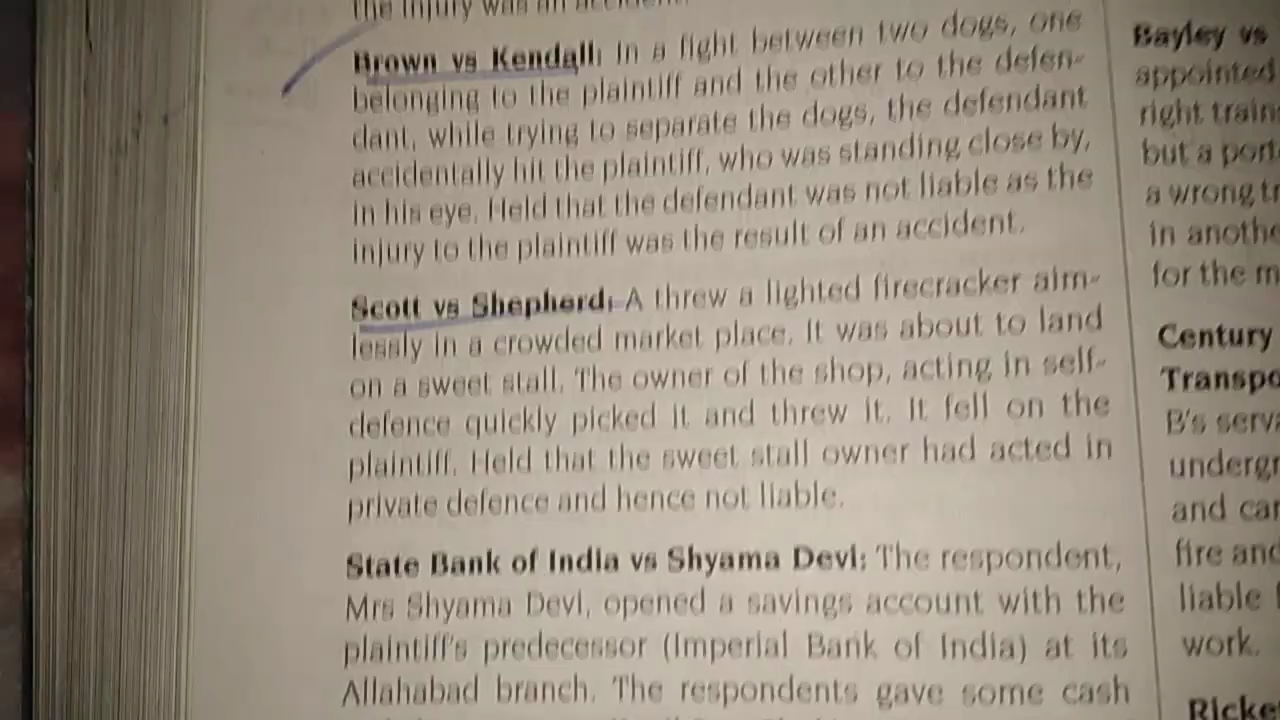 the injury was an accident.
Brown vs Kendall: In a fight between two dogs, one
belonging to the plaintiff and the other to the defen-
dant, while trying to separate the dogs, the defendant
accidentally hit the plaintiff, who was standing close by,
in his eye. Held that the defendant was not liable as the
injury to the plaintiff was the result of an accident.
Scott vs Shepherd: A threw a lighted firecracker aim-
lessly in a crowded market place. It was about to land
on a sweet stall. The owner of the shop, acting in self-
defence quickly picked it and threw it. It fell on the
plaintiff. Held that the sweet stall owner had acted in
private defence and hence not liable.
State Bank of India vs Shyama Devi: The respondent,
Mrs Shyama Devi, opened a savings account with the
plaintiff's predecessor (Imperial Bank of India) at its
Allahabad branch. The respondents gave some cash
Bayley vs
appointed
right train
but a port
a wrong tr
in anothe
for the m
Century
Transpo
B's serva
undergr
and car
fire and
liable f
work.
Ricke